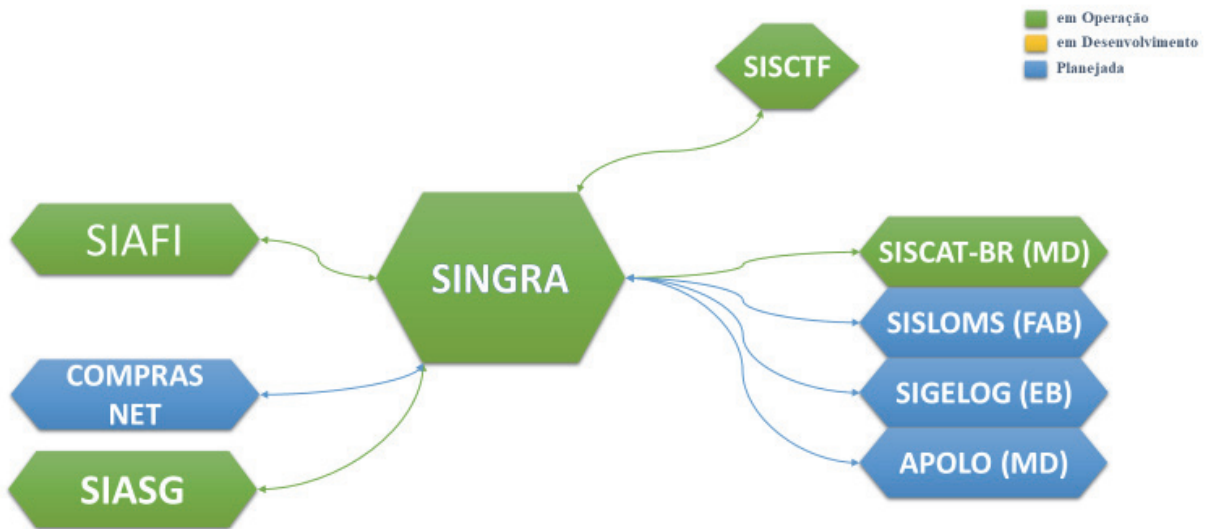 em Operação
em Desenvolvimento
Planejada
SISCTF
SIAFI
SINGRA
SISCAT-BR (MD)
SISLOMS (FAB)
COMPRAS
NET
SIGELOG (EB)
APOLO (MD)
SIASG